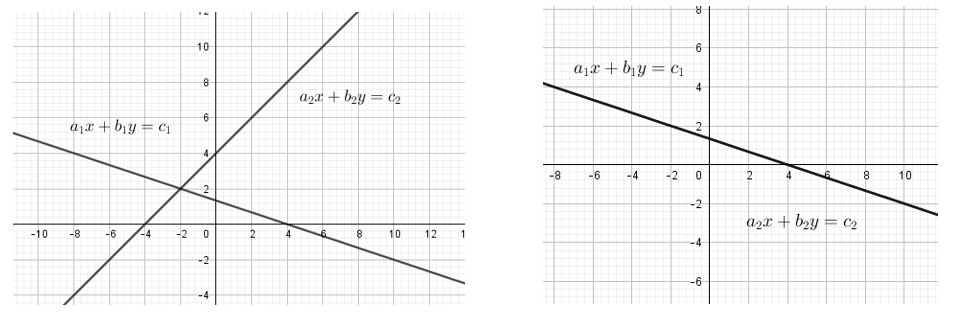 12
10
8
a₂x + b₂y = c₂
6
a₁x + b₁y = c₁
4
2
-10 -8 -6 -4 -2 0 2 4 6 8 10 12 1
-2
-4
8
6
a₁x + b₁y = c₁
4
2
-8 -6 -4 -2 0 2 4 6 8 10
-2
a₂x + b₂y = c₂
-4
-6